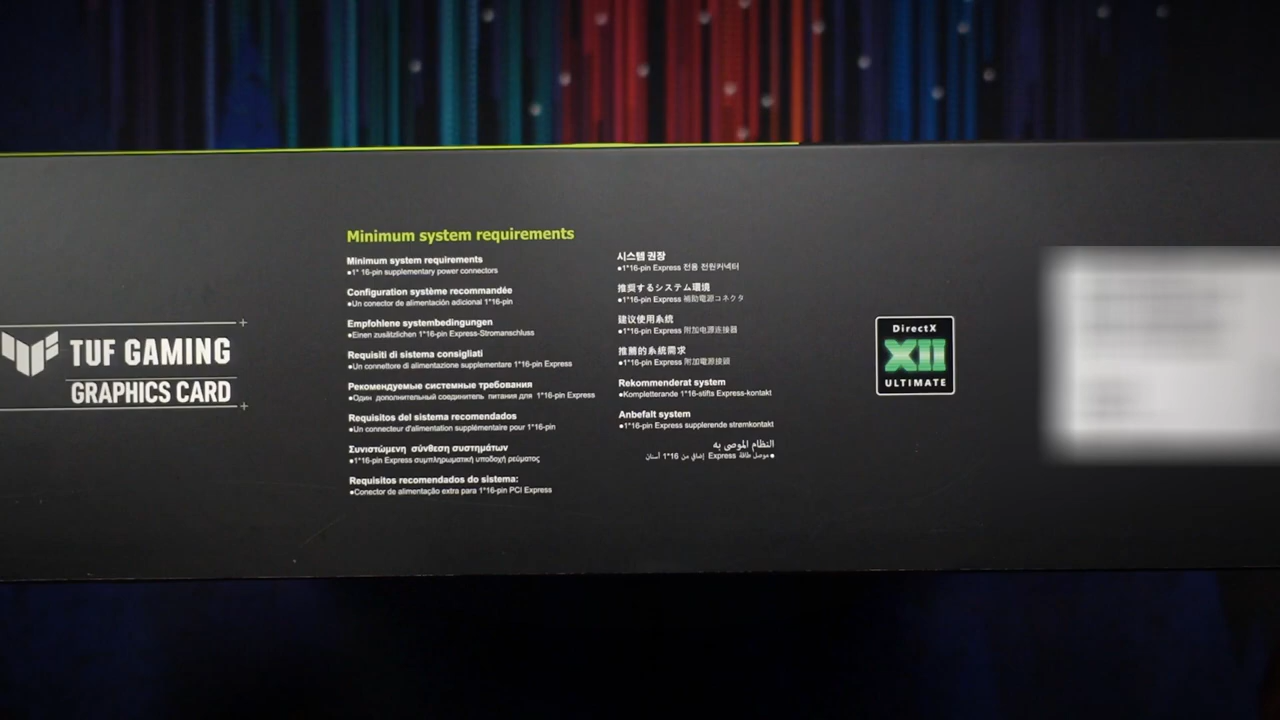 TUF GAMING
GRAPHICS CARD
Minimum system requirements
Minimum system requirements
●1* 16-pin supplementary power connectors
Configuration système recommandée
●Un conector de alimentación adicional 1*16-pin
Empfohlene systembedingungen
●Einen zusätzlichen 1*16-pin Express-Stromanschluss
Requisiti di sistema consigliati
●Un connettore di alimentazione supplementare 1*16-pin Express
Рекомендуемые системные требования
●Один дополнительный соединитель питания для 1*16-pin Express
Requisitos del sistema recomendados
●Un connecteur d'alimentation supplémentaire pour 1*16-pin
Συνιστώμενη σύνθεση συστημάτων
●1*16-pin Express συμπληρωματική υποδοχή ρεύματος
Requisitos recomendados do sistema:
●Conector de alimentação extra para 1*16-pin PCI Express
시스템 권장
●1*16-pin Express 전용 전원커넥터
推奨するシステム環境
●1*16-pin Express 補助電源コネクタ
建议使用系统
●1*16-pin Express 附加电源连接器
推薦的系統需求
●1*16-pin Express 附加電源接頭
Rekommenderat system
●Kompletterande 1*16-stifts Express-kontakt
Anbefalt system
●1*16-pin Express supplerende strømkontakt
النظام الموصى به
●موصل طاقة Express إضافي من 16*1 أسنان
DirectX
XII
ULTIMATE